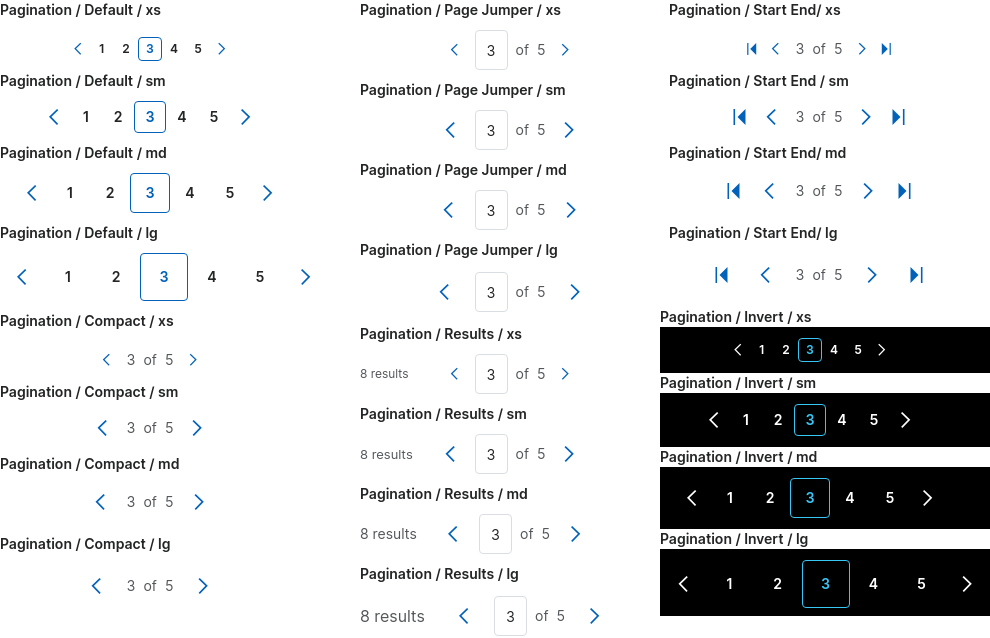 Pagination / Default / xs
1 2 3 4 5
Pagination / Default / sm
1 2 3 4 5
Pagination / Default / md
1 2 3 4 5
Pagination / Default / lg
1 2 3 4 5
Pagination / Compact / xs
3 of 5
Pagination / Compact / sm
3 of 5
Pagination / Compact / md
3 of 5
Pagination / Compact / lg
3 of 5
Pagination / Page Jumper / xs
3 of 5
Pagination / Page Jumper / sm
3 of 5
Pagination / Page Jumper / md
3 of 5
Pagination / Page Jumper / lg
3 of 5
Pagination / Results / xs
8 results 3 of 5
Pagination / Results / sm
8 results 3 of 5
Pagination / Results / md
8 results 3 of 5
Pagination / Results / lg
8 results 3 of 5
Pagination / Start End/ xs
3 of 5
Pagination / Start End / sm
3 of 5
Pagination / Start End/ md
3 of 5
Pagination / Start End/ lg
3 of 5
Pagination / Invert / xs
1 2 3 4 5
Pagination / Invert / sm
1 2 3 4 5
Pagination / Invert / md
1 2 3 4 5
Pagination / Invert / lg
1 2 3 4 5